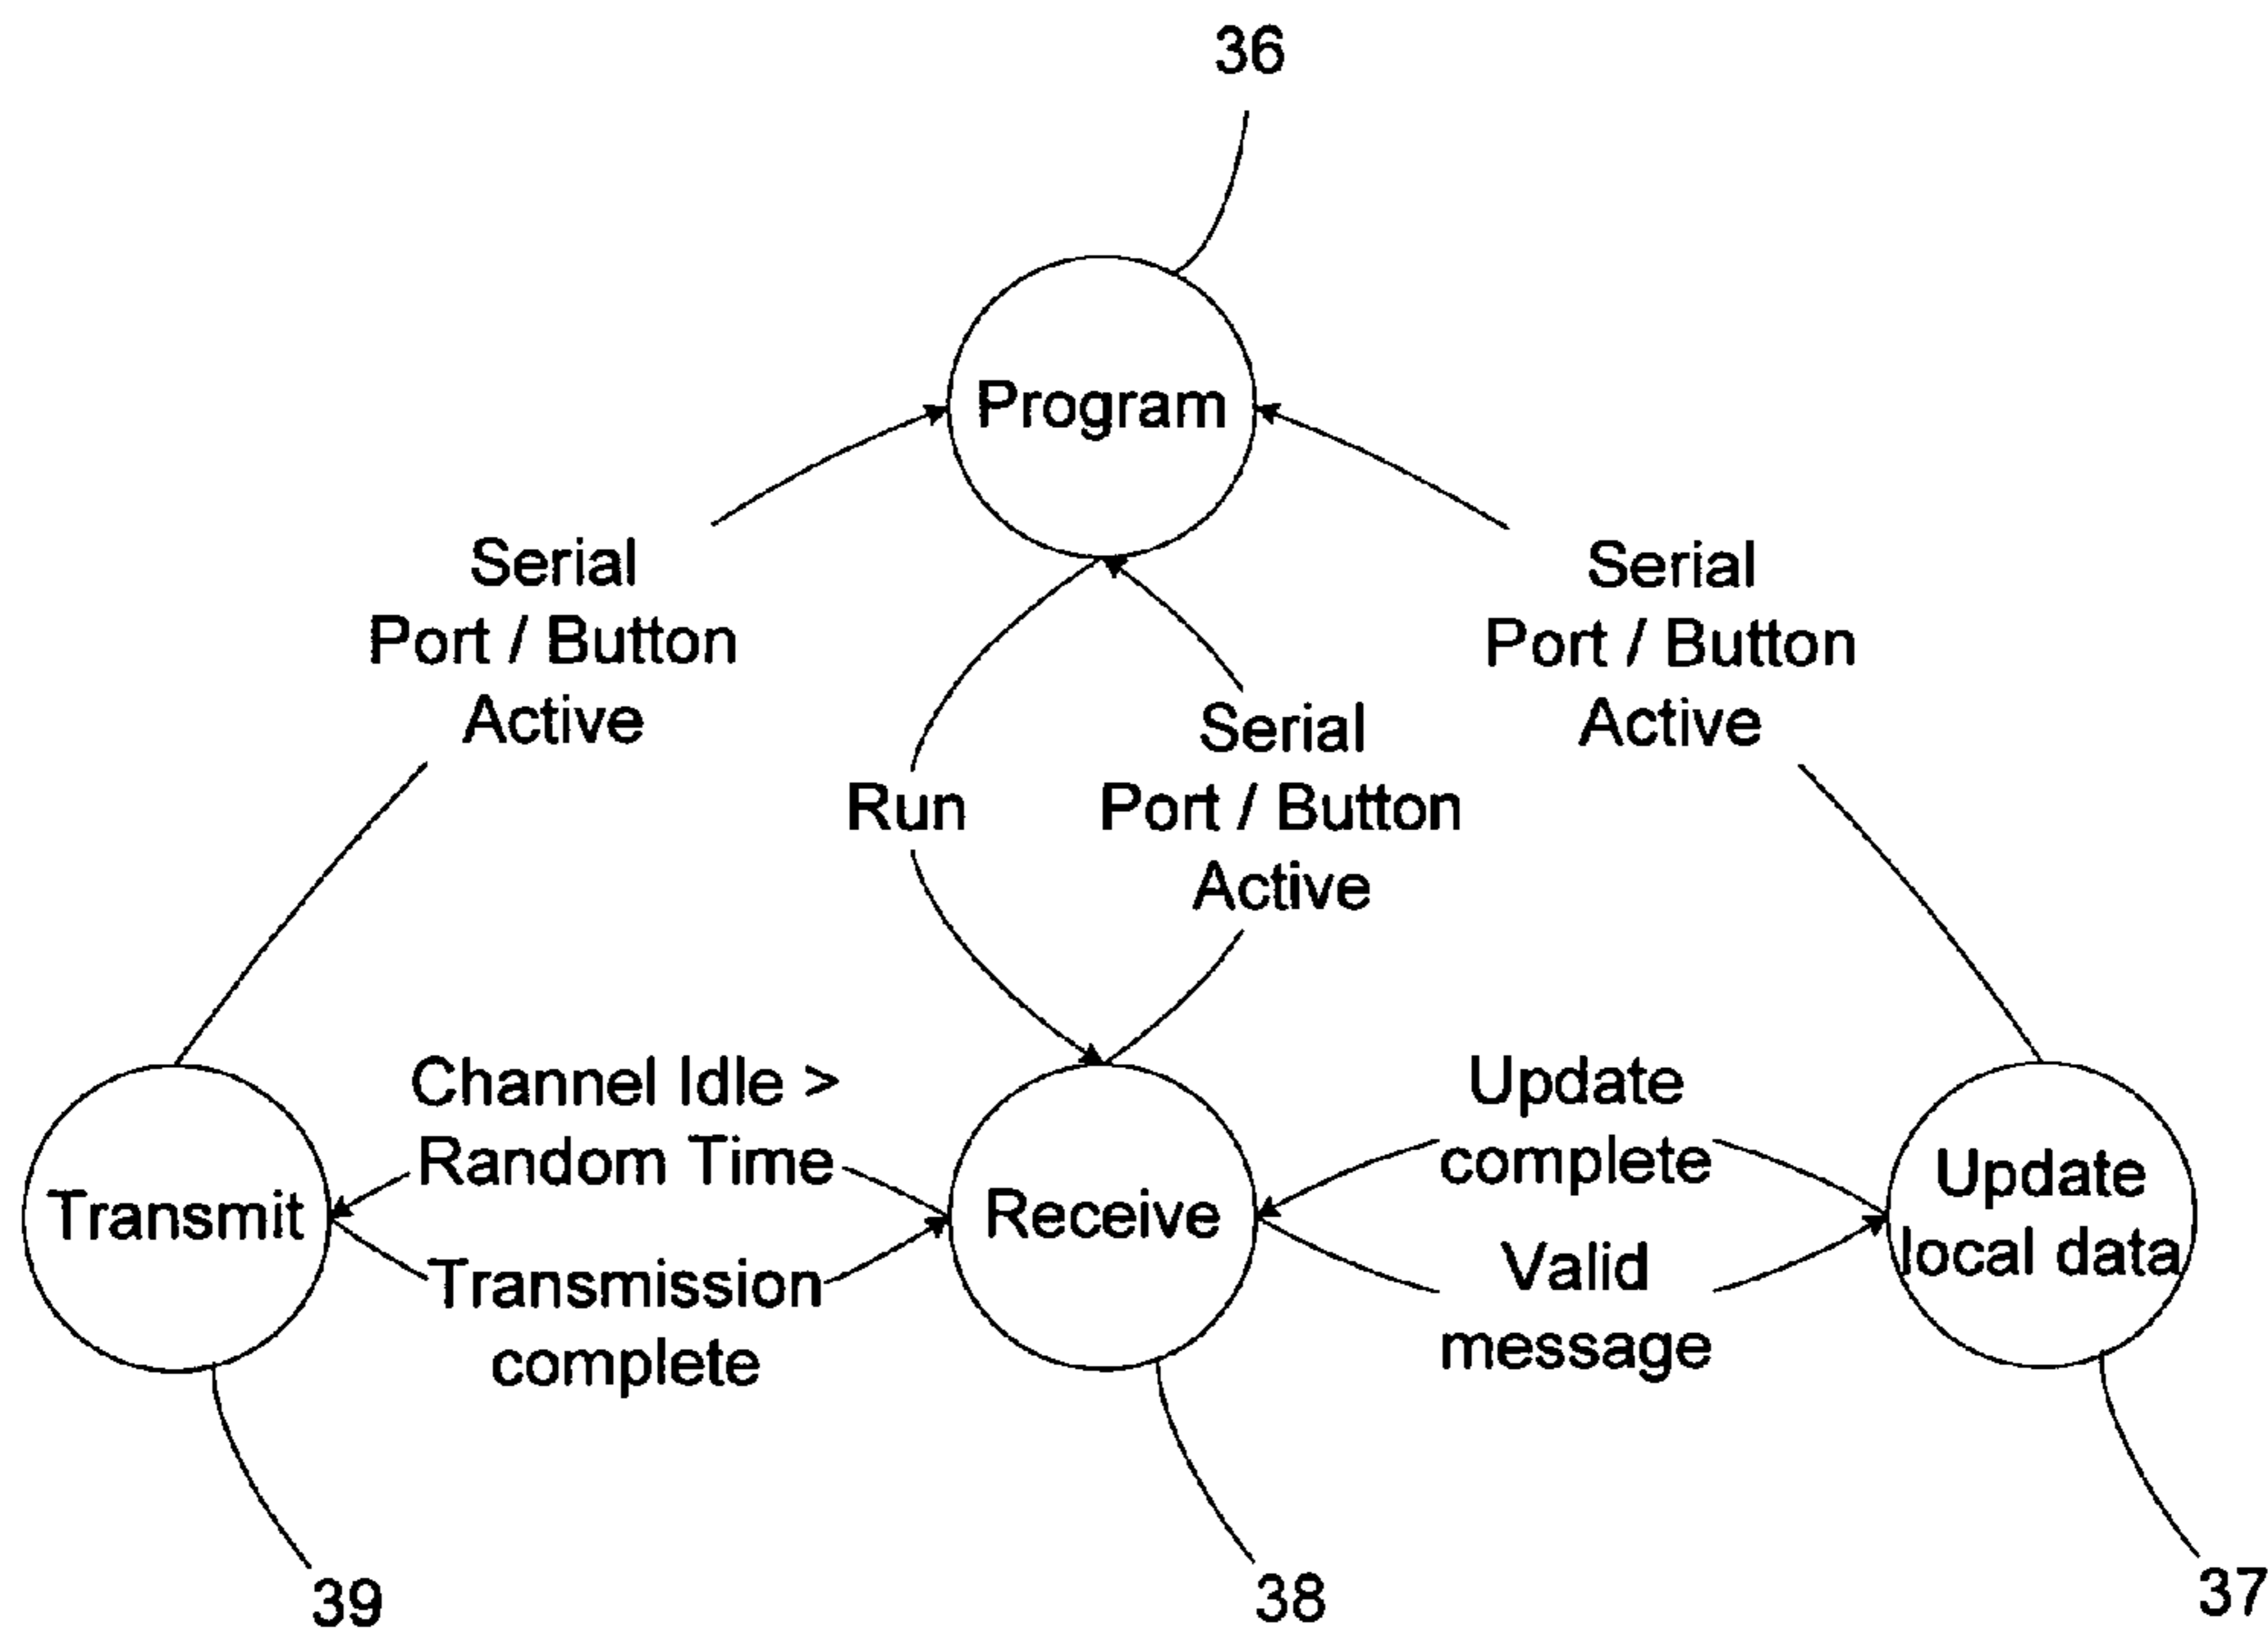 36
Program
Serial
Port / Button
Active
Serial
Port / Button
Active
Run
Serial
Port / Button
Active
Channel Idle >
Random Time
Transmission
complete
Update
complete
Valid
message
Transmit
Receive
Update
local data
39
38
37